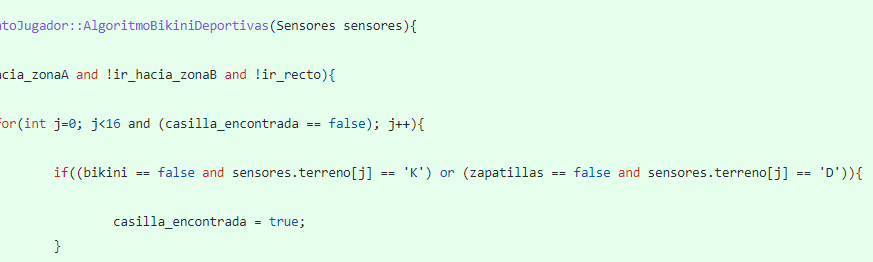 ntoJugador::AlgoritmoBikiniDeportivas(Sensores sensores){
acia_zonaA and !ir_hacia_zonaB and !ir_recto){
for(int j=0; j<16 and (casilla_encontrada == false); j++){
if((bikini == false and sensores.terreno[j] == 'K') or (zapatillas == false and sensores.terreno[j] == 'D')){
casilla_encontrada = true;
}